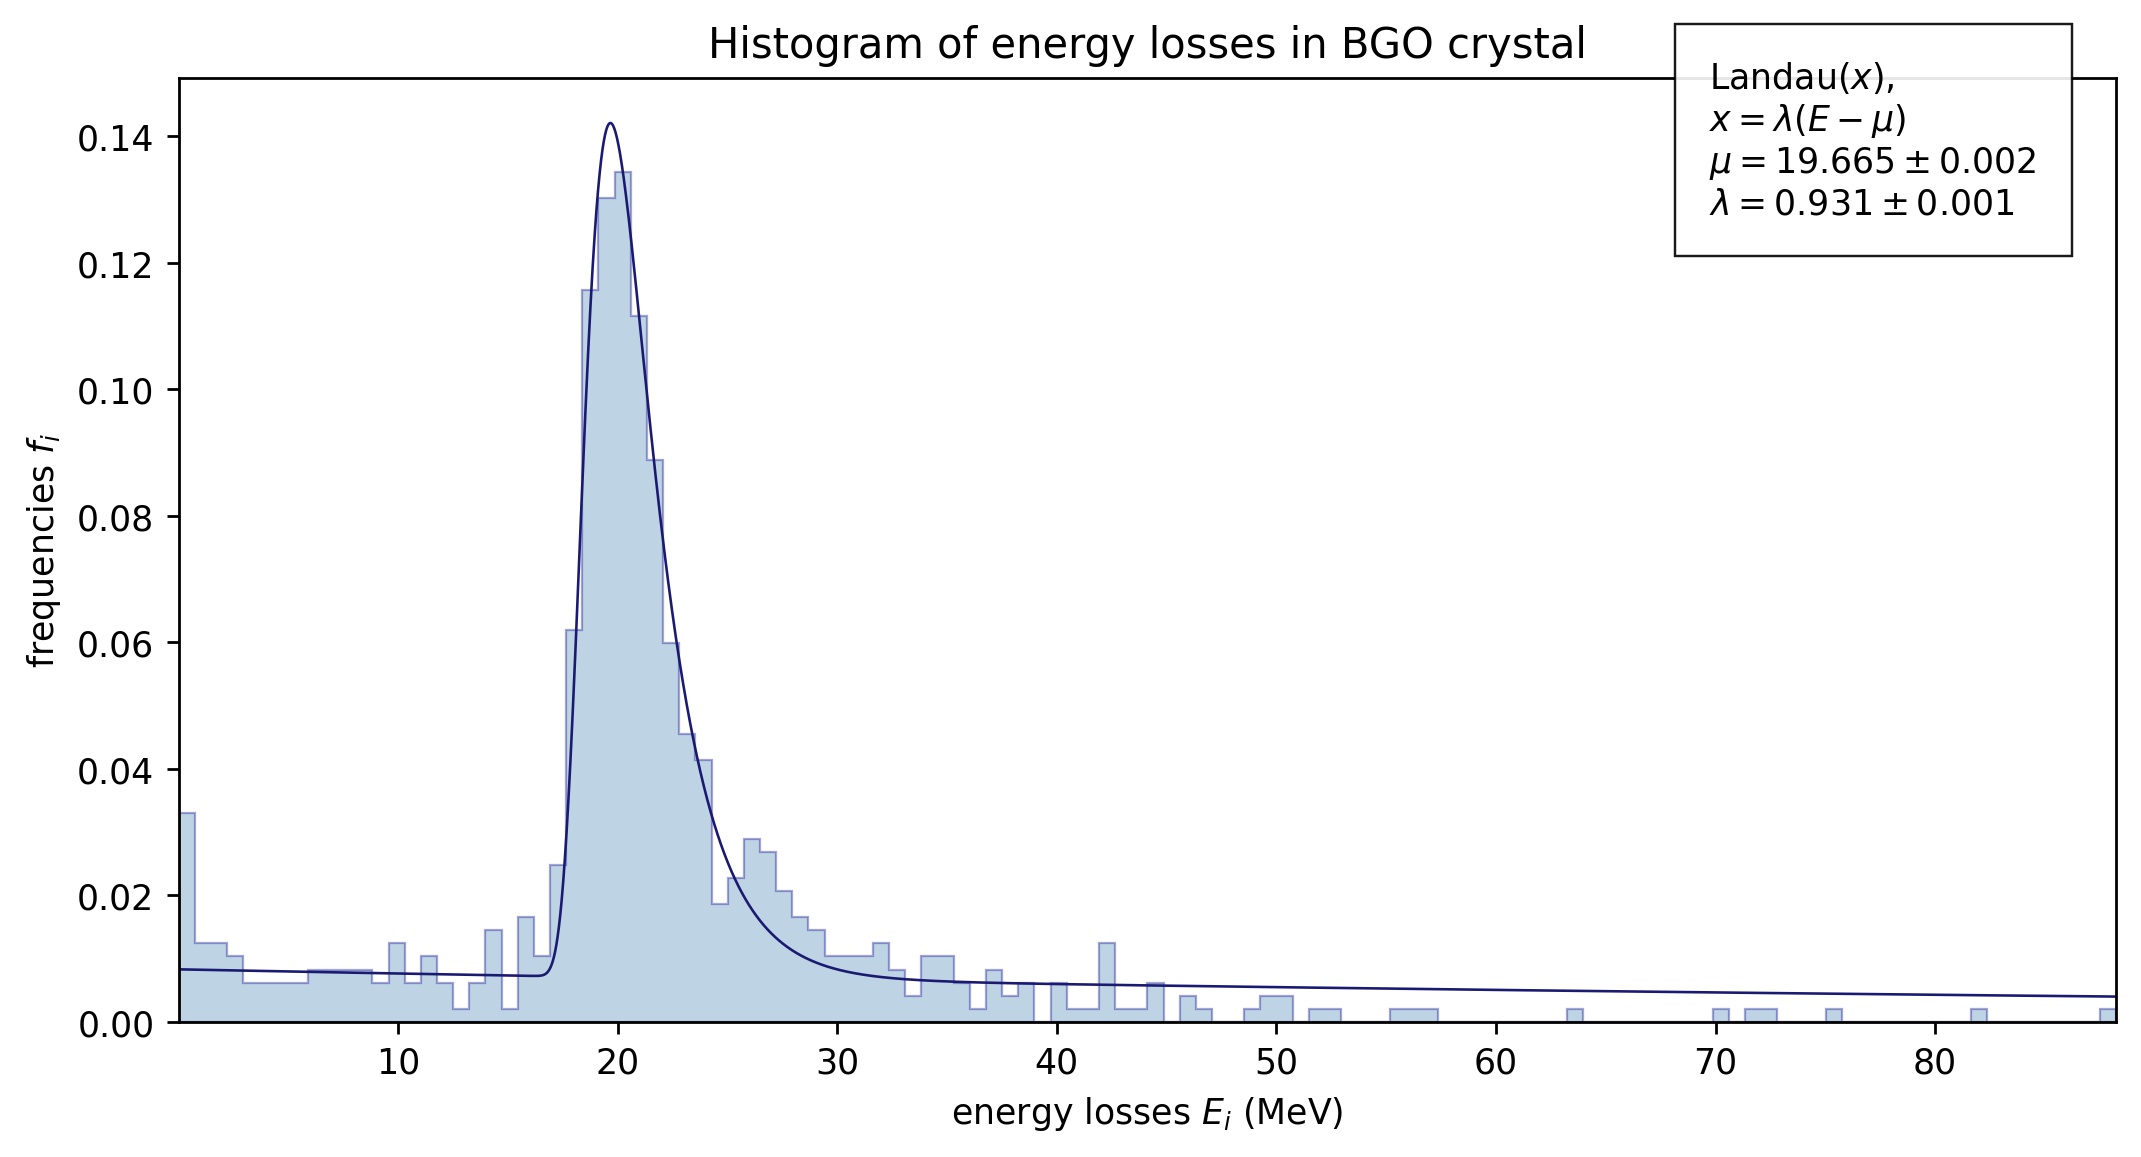 Histogram of energy losses in BGO crystal
Landau(x),
x = λ(E − μ)
μ = 19.665 ± 0.002
λ = 0.931 ± 0.001
0.14
0.12
0.10
0.08
0.06
0.04
0.02
0.00
frequencies fᵢ
10 20 30 40 50 60 70 80
energy losses Eᵢ (MeV)